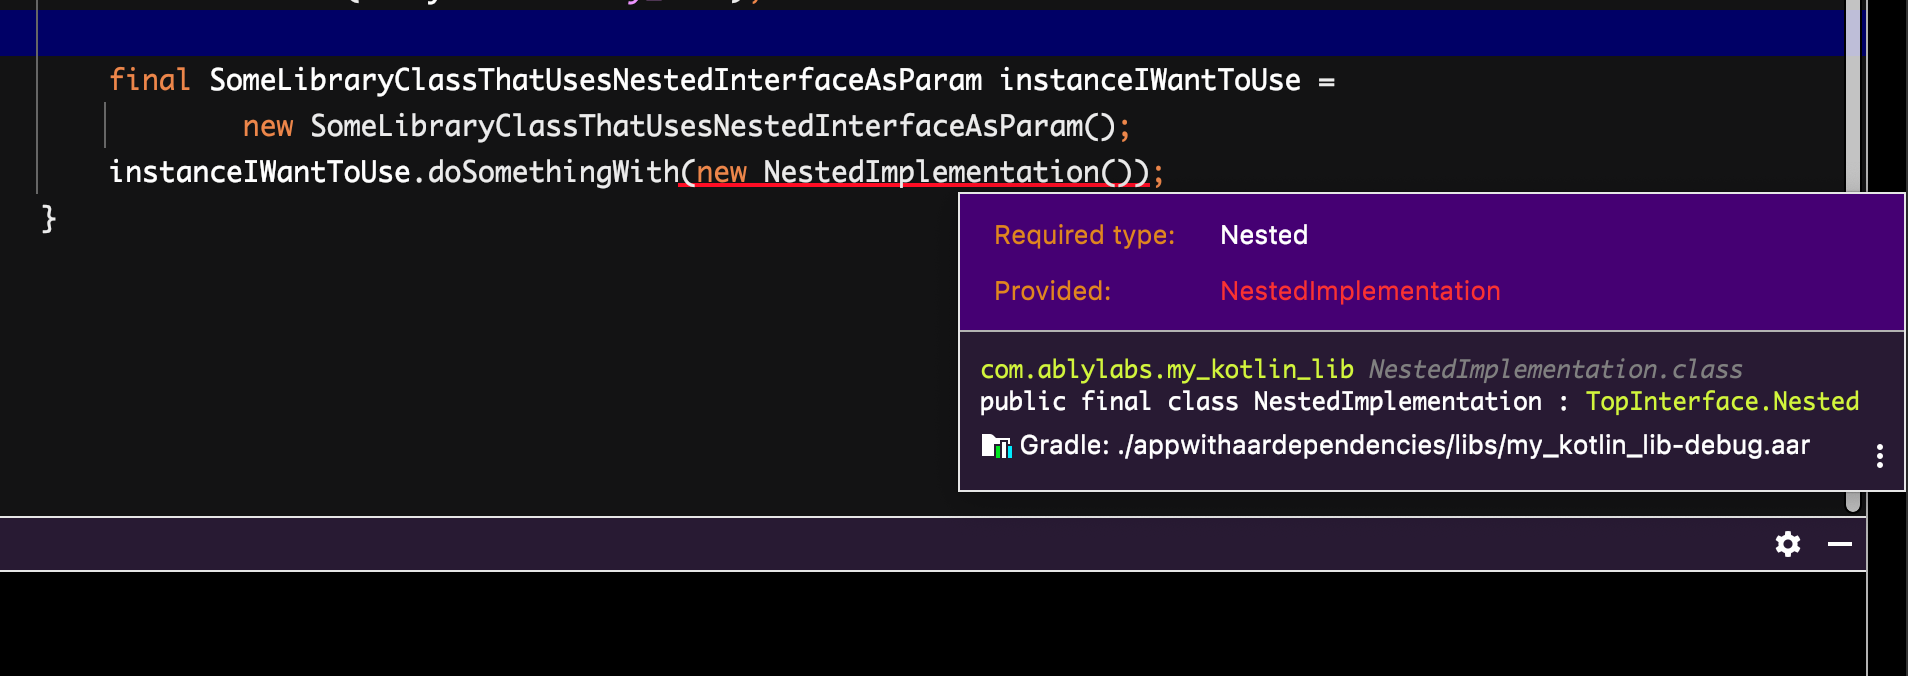 final SomeLibraryClassThatUsesNestedInterfaceAsParam instanceIWantToUse =
new SomeLibraryClassThatUsesNestedInterfaceAsParam();
instanceIWantToUse.doSomethingWith(new NestedImplementation());
}
Required type: Nested
Provided: NestedImplementation
com.ablylabs.my_kotlin_lib NestedImplementation.class
public final class NestedImplementation : TopInterface.Nested
Gradle: ./appwithaardependencies/libs/my_kotlin_lib-debug.aar